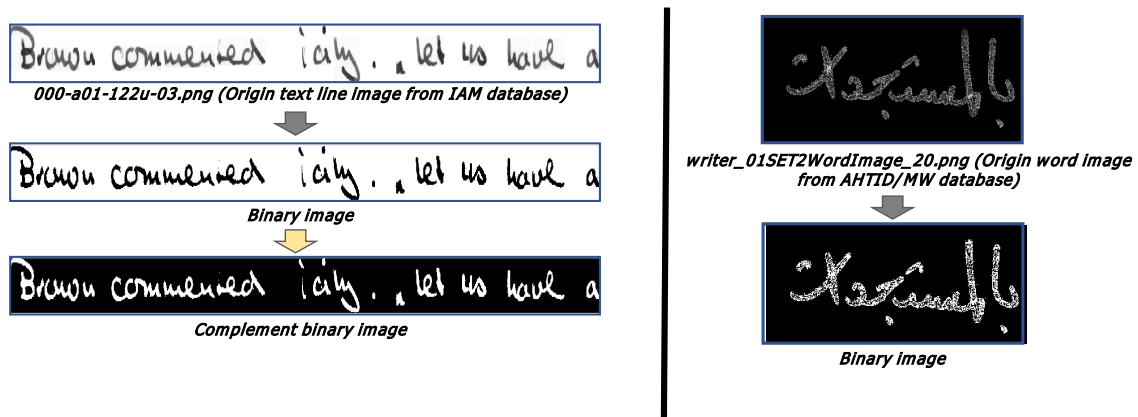 Brown commented icily. "Let us have a
000-a01-122u-03.png (Origin text line image from IAM database)
Brown commented icily. "Let us have a
Binary image
Brown commented icily. "Let us have a
Complement binary image
writer_01SET2WordImage_20.png (Origin word image
from AHTID/MW database)
Binary image